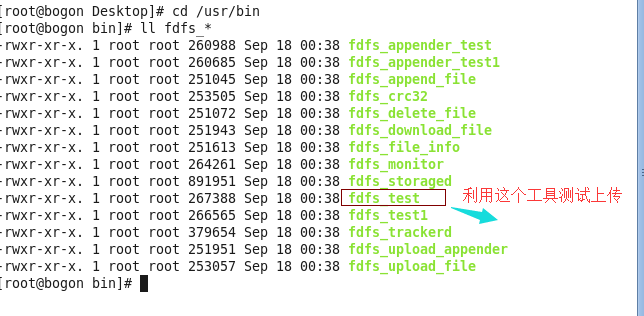 [root@bogon Desktop]# cd /usr/bin
[root@bogon bin]# ll fdfs_*
-rwxr-xr-x. 1 root root 260988 Sep 18 00:38 fdfs_appender_test
-rwxr-xr-x. 1 root root 260685 Sep 18 00:38 fdfs_appender_test1
-rwxr-xr-x. 1 root root 251045 Sep 18 00:38 fdfs_append_file
-rwxr-xr-x. 1 root root 253505 Sep 18 00:38 fdfs_crc32
-rwxr-xr-x. 1 root root 251072 Sep 18 00:38 fdfs_delete_file
-rwxr-xr-x. 1 root root 251943 Sep 18 00:38 fdfs_download_file
-rwxr-xr-x. 1 root root 251613 Sep 18 00:38 fdfs_file_info
-rwxr-xr-x. 1 root root 264261 Sep 18 00:38 fdfs_monitor
-rwxr-xr-x. 1 root root 891951 Sep 18 00:38 fdfs_storaged
-rwxr-xr-x. 1 root root 267388 Sep 18 00:38 fdfs_test 利用这个工具测试上传
-rwxr-xr-x. 1 root root 266565 Sep 18 00:38 fdfs_test1
-rwxr-xr-x. 1 root root 379654 Sep 18 00:38 fdfs_trackerd
-rwxr-xr-x. 1 root root 251951 Sep 18 00:38 fdfs_upload_appender
-rwxr-xr-x. 1 root root 253057 Sep 18 00:38 fdfs_upload_file
[root@bogon bin]#